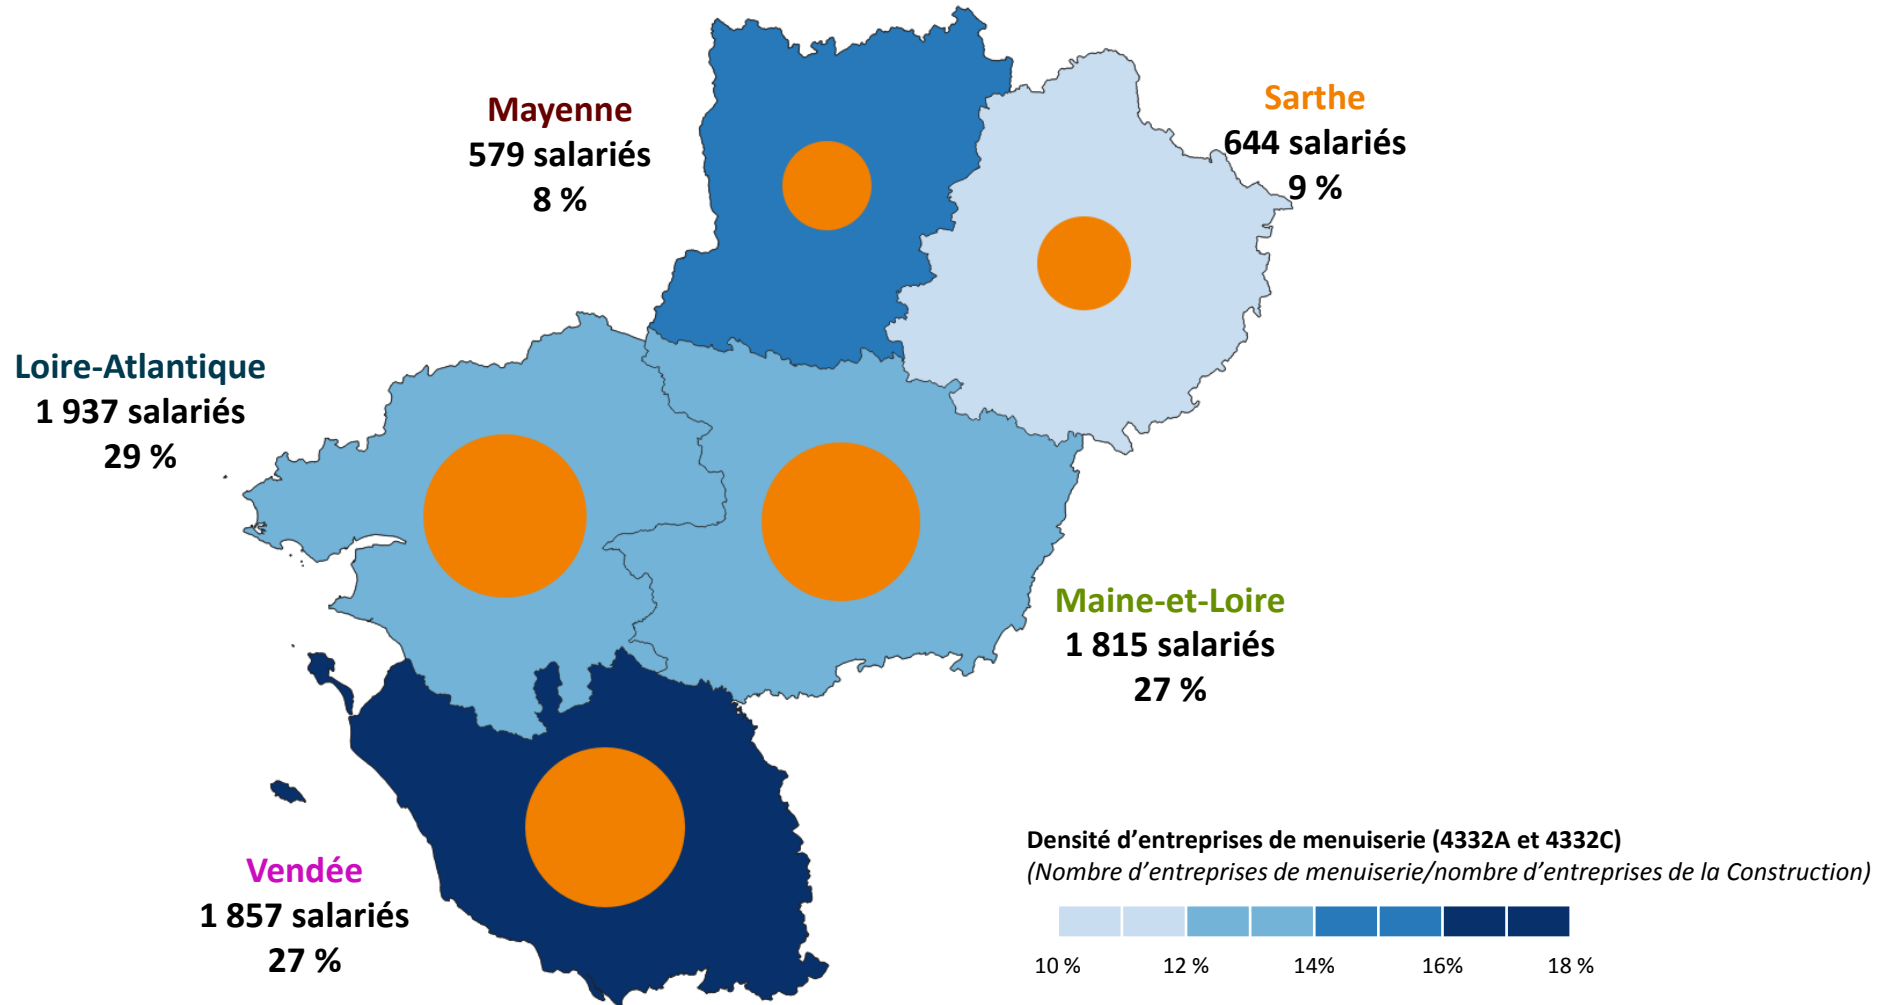 Mayenne
579 salariés
8 %
Sarthe
644 salariés
9 %
Loire-Atlantique
1 937 salariés
29 %
Maine-et-Loire
1 815 salariés
27 %
Vendée
1 857 salariés
27 %
Densité d’entreprises de menuiserie (4332A et 4332C)
(Nombre d’entreprises de menuiserie/nombre d’entreprises de la Construction)
10 % 12 % 14% 16% 18 %